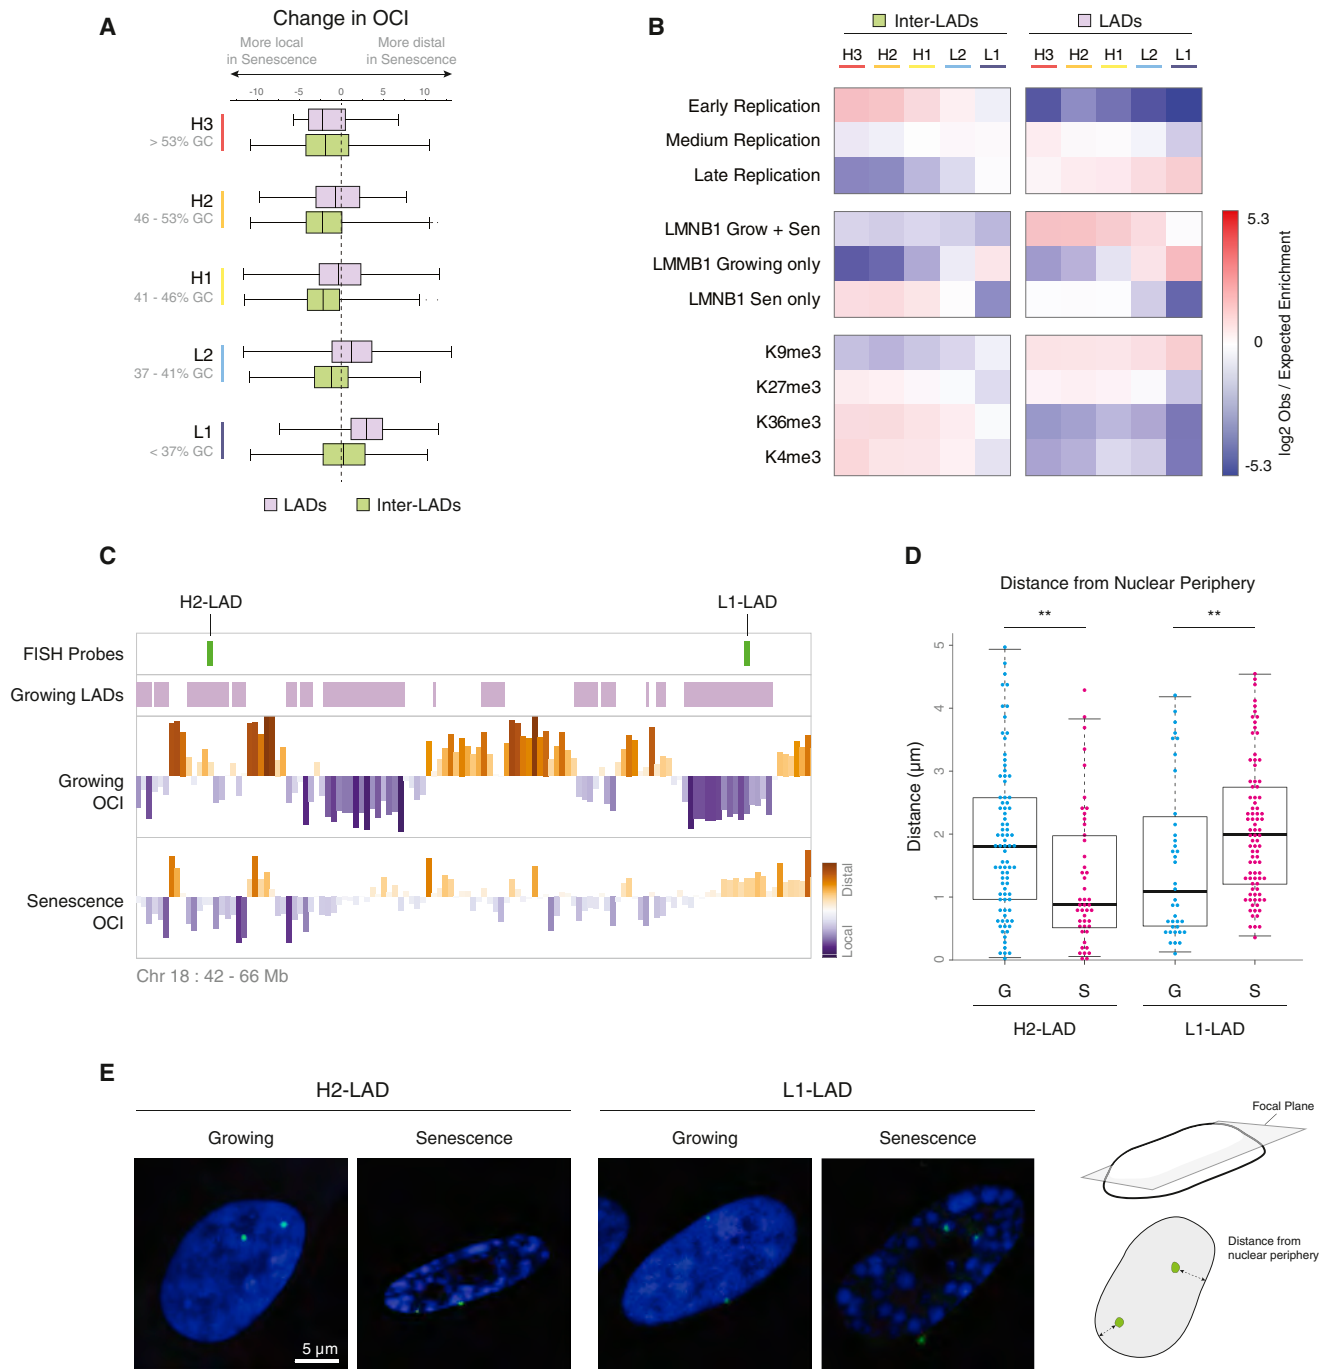 A
Change in OCI
More local
in Senescence
More distal
in Senescence
-10 -5 0 5 10
H3
> 53% GC
H2
46 - 53% GC
H1
41 - 46% GC
L2
37 - 41% GC
L1
< 37% GC
LADs Inter-LADs
B
Inter-LADs LADs
H3 H2 H1 L2 L1 H3 H2 H1 L2 L1
Early Replication
Medium Replication
Late Replication
LMNB1 Grow + Sen
LMMB1 Growing only
LMNB1 Sen only
K9me3
K27me3
K36me3
K4me3
5.3
0
-5.3
log2 Obs / Expected Enrichment
C
H2-LAD L1-LAD
FISH Probes
Growing LADs
Growing
OCI
Senescence
OCI
Distal
Local
Chr 18 : 42 - 66 Mb
D
Distance from Nuclear Periphery
** **
5
4
3
2
1
0
Distance (µm)
G S G S
H2-LAD L1-LAD
E
H2-LAD L1-LAD
Growing Senescence Growing Senescence
5 µm
Focal Plane
Distance from
nuclear periphery